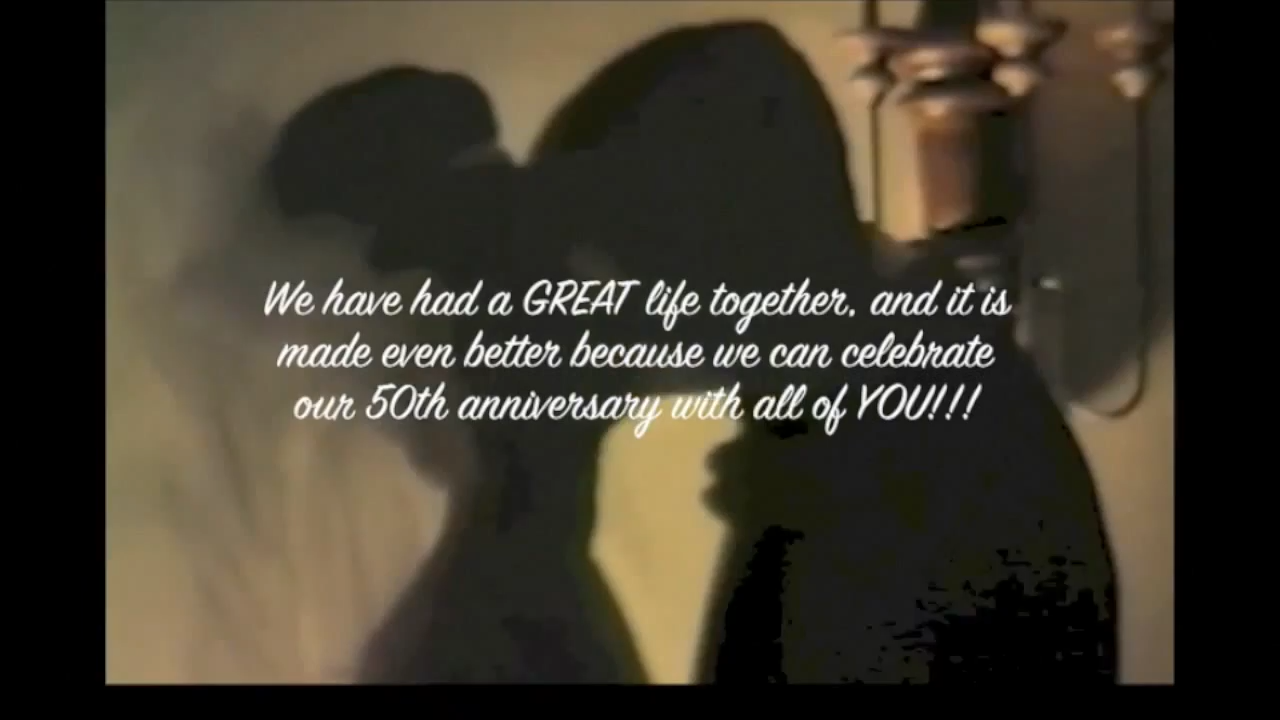 We have had a GREAT life together, and it is
made even better because we can celebrate
our 50th anniversary with all of YOU!!!